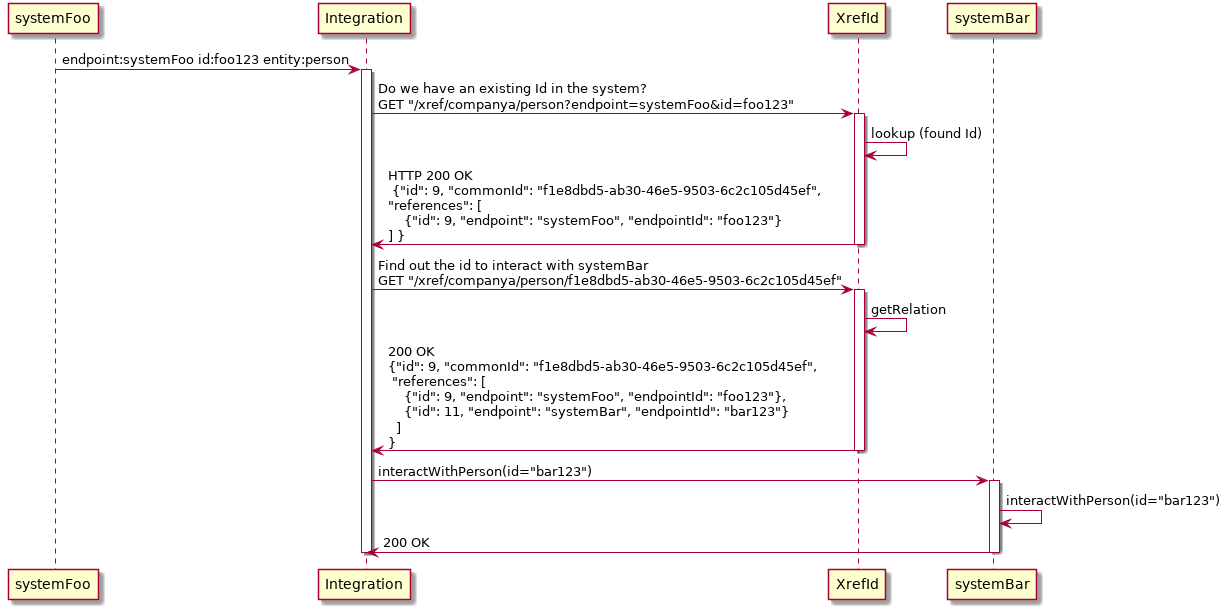 systemFoo Integration XrefId systemBar
endpoint:systemFoo id:foo123 entity:person
Do we have an existing Id in the system?
GET "/xref/companya/person?endpoint=systemFoo&id=foo123"
lookup (found Id)
HTTP 200 OK
{"id": 9, "commonId": "f1e8dbd5-ab30-46e5-9503-6c2c105d45ef",
"references": [
{"id": 9, "endpoint": "systemFoo", "endpointId": "foo123"}
] }
Find out the id to interact with systemBar
GET "/xref/companya/person/f1e8dbd5-ab30-46e5-9503-6c2c105d45ef"
getRelation
200 OK
{"id": 9, "commonId": "f1e8dbd5-ab30-46e5-9503-6c2c105d45ef",
"references": [
{"id": 9, "endpoint": "systemFoo", "endpointId": "foo123"},
{"id": 11, "endpoint": "systemBar", "endpointId": "bar123"}
]
}
interactWithPerson(id="bar123")
interactWithPerson(id="bar123")
200 OK
systemFoo Integration XrefId systemBar